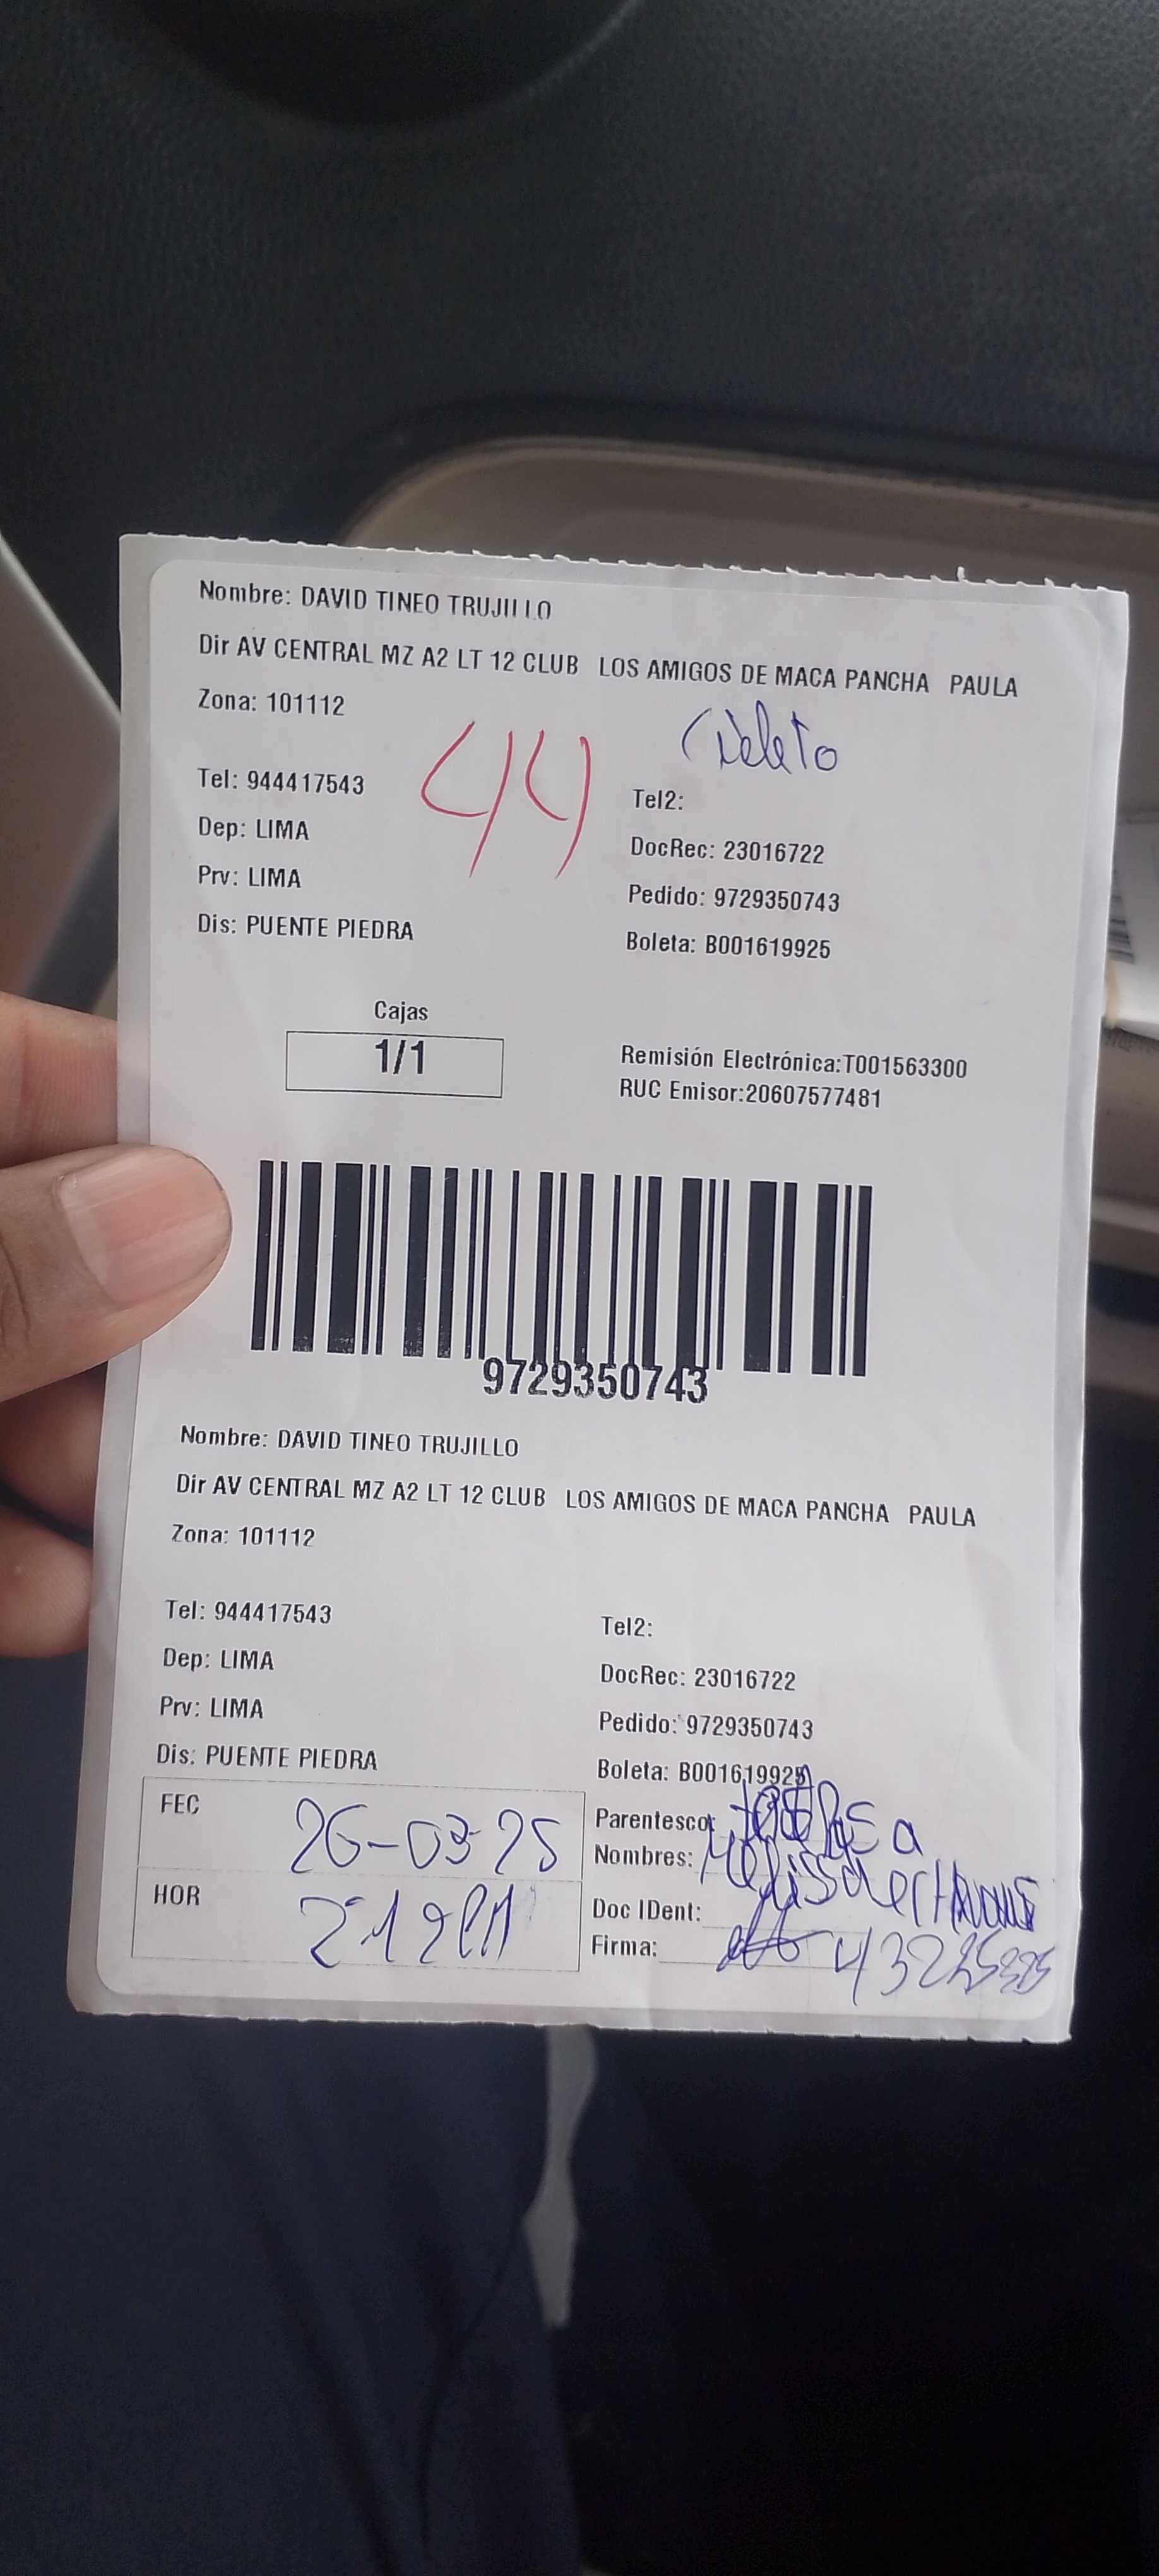 Nombre: DAVID TINEO TRUJILLO
Dir AV CENTRAL MZ A2 LT 12 CLUB LOS AMIGOS DE MACA PANCHA PAULA
Zona: 101112
44
Tel: 944417543
Tel2:
Dep: LIMA
DocRec: 23016722
Prv: LIMA
Pedido: 9729350743
Dis: PUENTE PIEDRA
Boleta: B001619925
Cajas
1/1
Remisión Electrónica:T001563300
RUC Emisor:20607577481
9729350743
Nombre: DAVID TINEO TRUJILLO
Dir AV CENTRAL MZ A2 LT 12 CLUB LOS AMIGOS DE MACA PANCHA PAULA
Zona: 101112
Tel: 944417543
Tel2:
Dep: LIMA
DocRec: 23016722
Prv: LIMA
Pedido: 9729350743
Dis: PUENTE PIEDRA
Boleta: B001619925
FEC 26-03-25
Parentesco:
Nombres:
HOR
Doc IDent:
Firma: